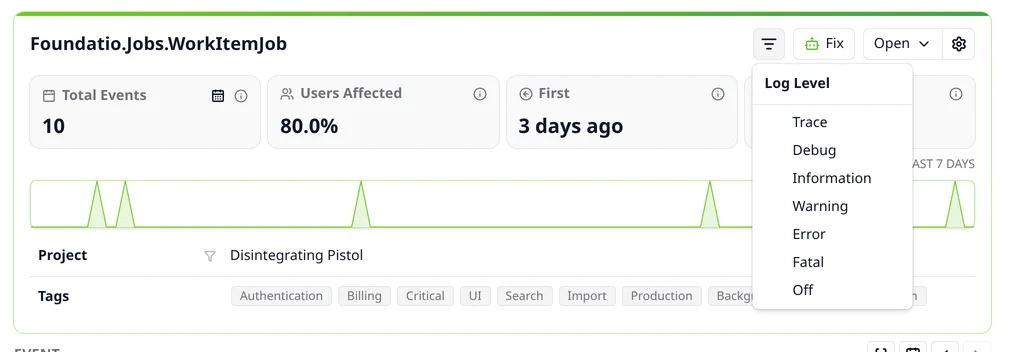 Foundatio.Jobs.WorkItemJob
Fix
Open
Log Level
Trace
Debug
Information
Warning
Error
Fatal
Off
Total Events
10
Users Affected
80.0%
First
3 days ago
AST 7 DAYS
Project
Disintegrating Pistol
Tags
Authentication Billing Critical UI Search Import Production Backgr